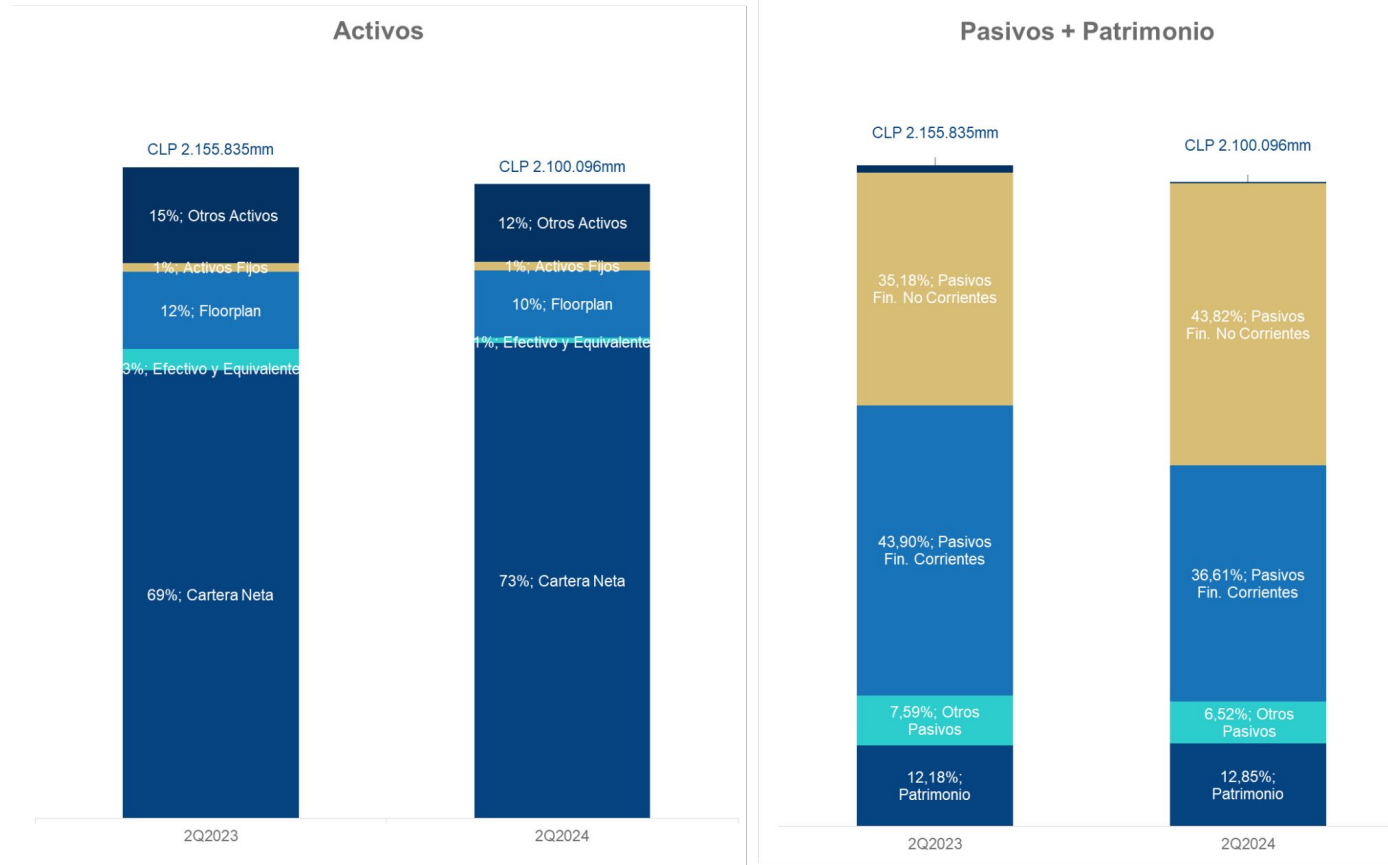 Activos
CLP 2.155.835mm
15%; Otros Activos
1%; Activos Fijos
12%; Floorplan
3%; Efectivo y Equivalente
69%; Cartera Neta
2Q2023
CLP 2.100.096mm
12%; Otros Activos
1%; Activos Fijos
10%; Floorplan
1%; Efectivo y Equivalente
73%; Cartera Neta
2Q2024
Pasivos + Patrimonio
CLP 2.155.835mm
35,18%; Pasivos
Fin. No Corrientes
43,90%; Pasivos
Fin. Corrientes
7,59%; Otros
Pasivos
12,18%;
Patrimonio
2Q2023
CLP 2.100.096mm
43,82%; Pasivos
Fin. No Corrientes
36,61%; Pasivos
Fin. Corrientes
6,52%; Otros
Pasivos
12,85%;
Patrimonio
2Q2024